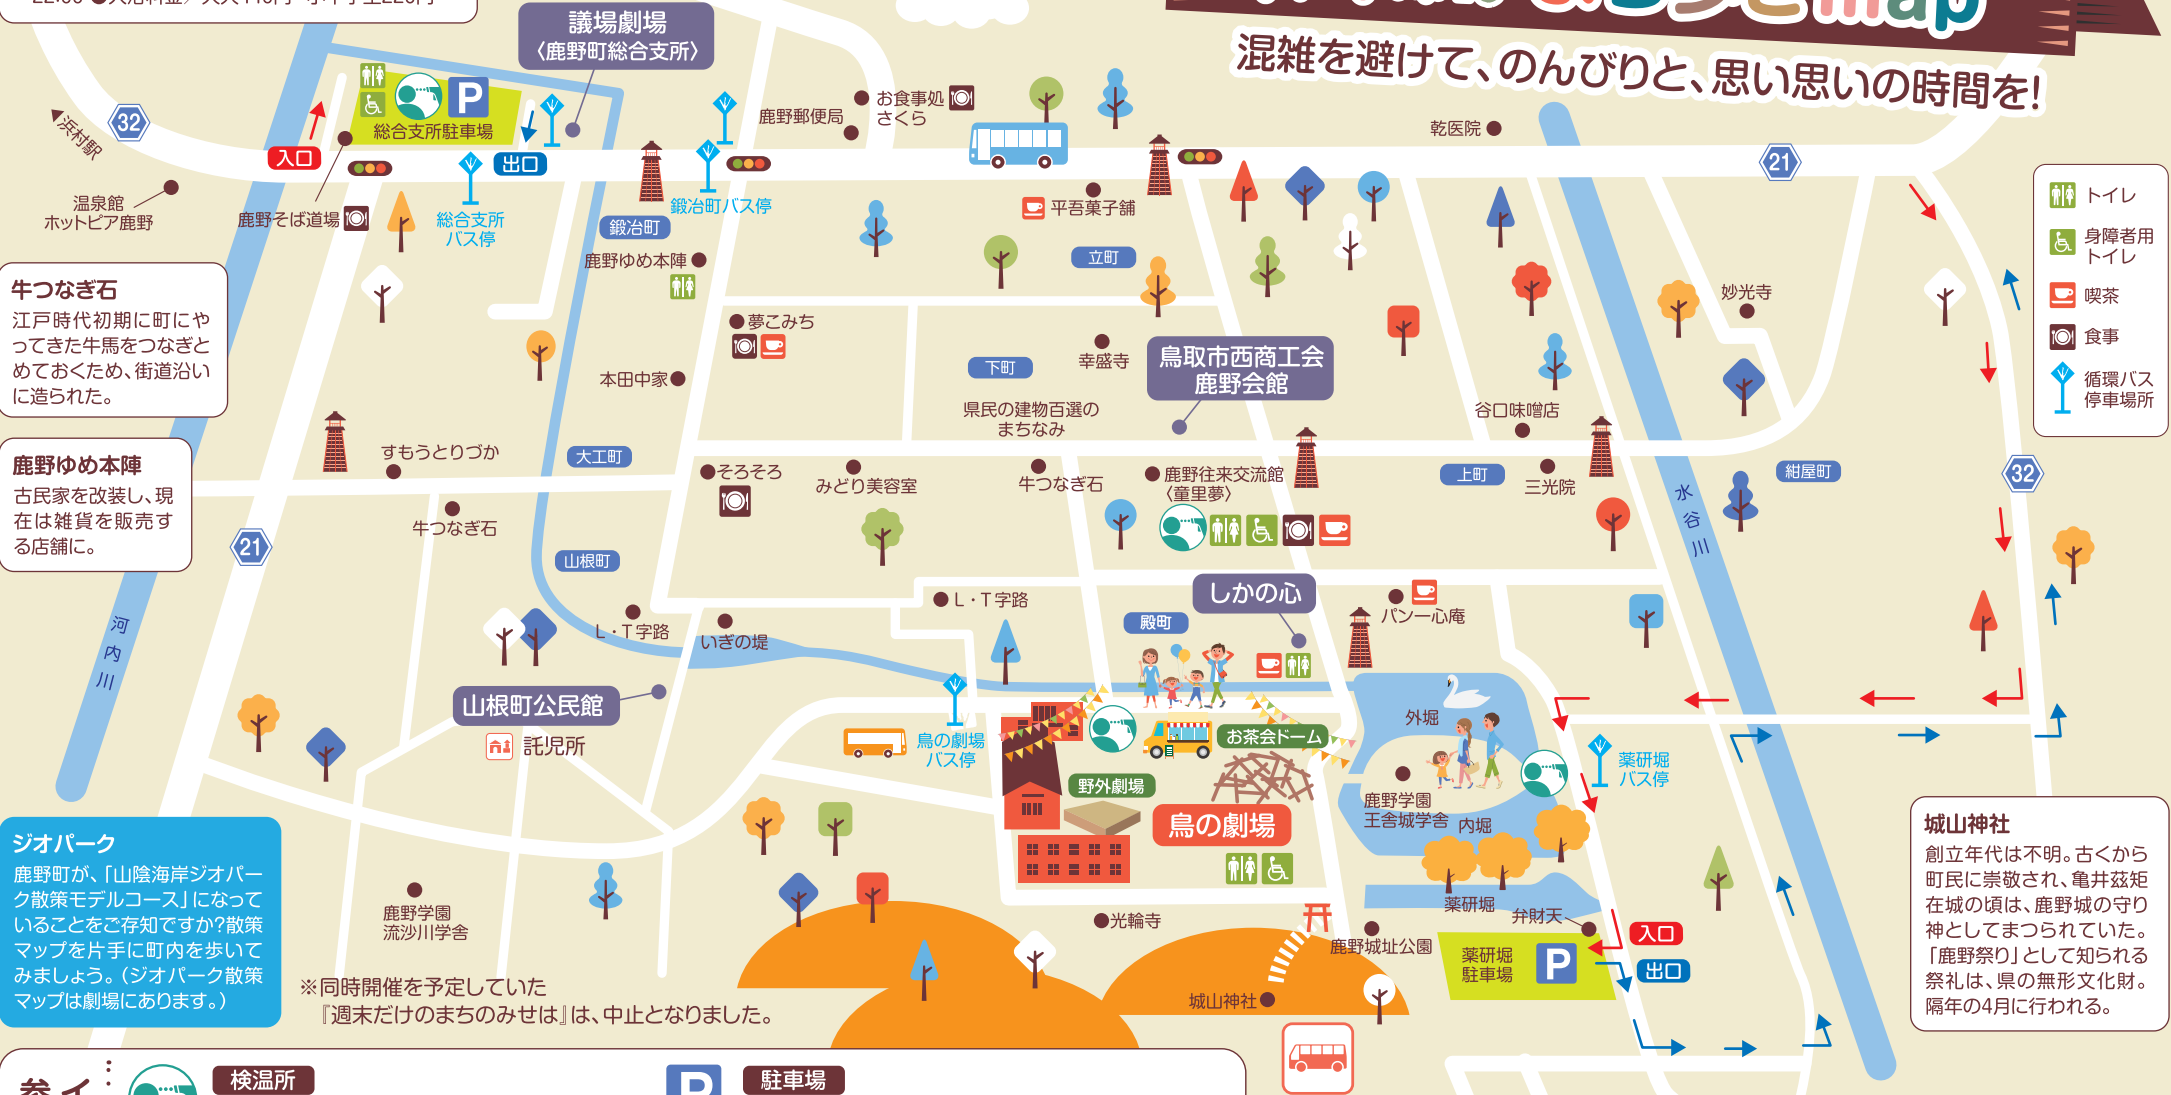 map
混雑を避けて、のんびりと、思い思いの時間を!
議場劇場
〈鹿野町総合支所〉
P
総合支所駐車場
32
浜村駅
入口
出口
温泉館
ホットピア鹿野
鹿野そば道場
総合支所
バス停
鍛冶町
鍛冶町バス停
鹿野郵便局
お食事処
さくら
平吾菓子舗
乾医院
21
トイレ
身障者用
トイレ
喫茶
食事
循環バス
停車場所
鹿野ゆめ本陣
立町
妙光寺
牛つなぎ石
江戸時代初期に町にや
ってきた牛馬をつなぎと
めておくため、街道沿い
に造られた。
夢こみち
本田中家
下町
幸盛寺
鳥取市西商工会
鹿野会館
県民の建物百選の
まちなみ
谷口味噌店
鹿野ゆめ本陣
古民家を改装し、現
在は雑貨を販売す
る店舗に。
すもうとりづか
大工町
牛つなぎ石
そろそろ
みどり美容室
牛つなぎ石
鹿野往来交流館
〈童里夢〉
上町
三光院
水谷川
紺屋町
32
21
山根町
河内川
L・T字路
いぎの堤
L・T字路
殿町
しかの心
パン一心庵
山根町公民館
託児所
鳥の劇場
バス停
お茶会ドーム
野外劇場
鳥の劇場
外堀
鹿野学園
王舎城学舎
内堀
薬研堀
バス停
ジオパーク
鹿野町が、「山陰海岸ジオパー
ク散策モデルコース」になって
いることをご存知ですか?散策
マップを片手に町内を歩いて
みましょう。(ジオパーク散策
マップは劇場にあります。)
鹿野学園
流沙川学舎
光輪寺
鹿野城址公園
薬研堀
弁財天
薬研堀
駐車場
P
入口
出口
城山神社
城山神社
創立年代は不明。古くから
町民に崇敬され、亀井茲矩
在城の頃は、鹿野城の守り
神としてまつられていた。
「鹿野祭り」として知られる
祭礼は、県の無形文化財。
隔年の4月に行われる。
※同時開催を予定していた
『週末だけのまちのみせは』は、中止となりました。
検温所
P
駐車場